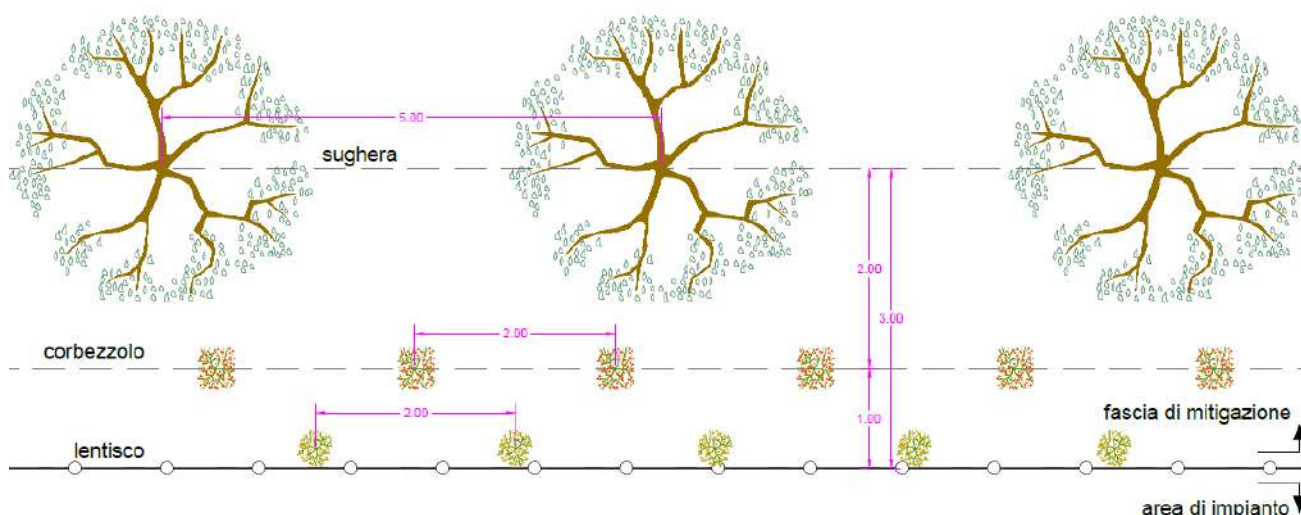 5.00
sughera
2.00
3.00
2.00
corbezzolo
1.00
2.00
fascia di mitigazione
lentisco
area di impianto